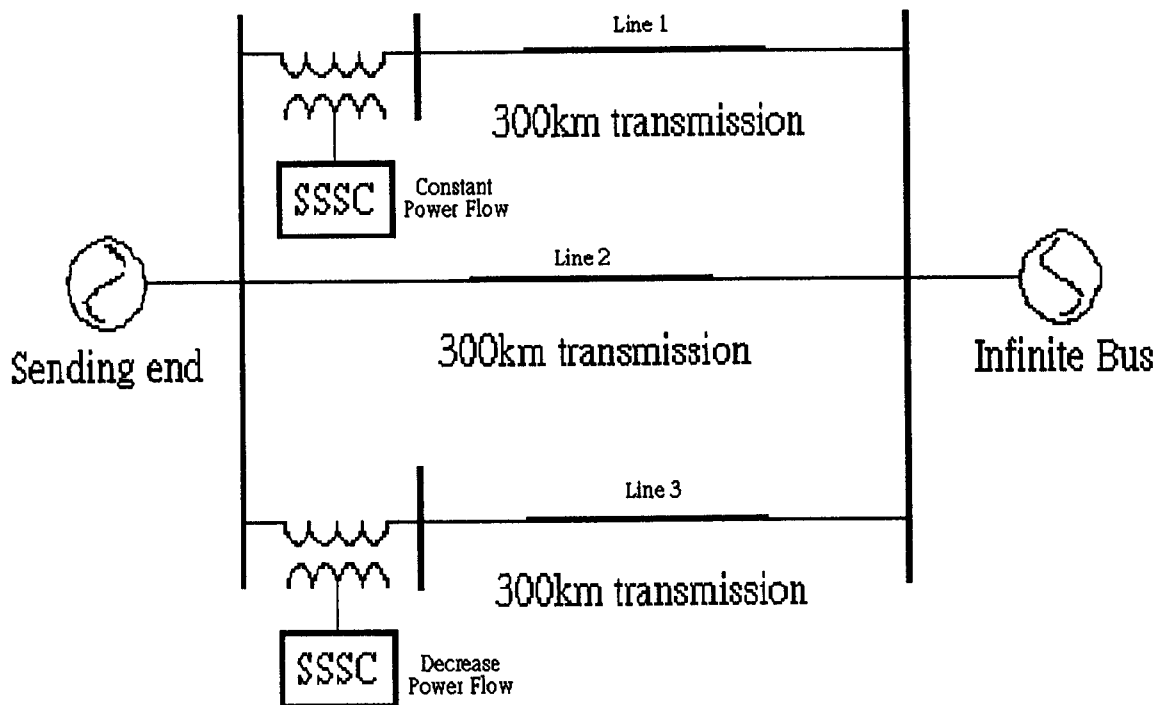 Line 1
300km transmission
SSSC
Constant
Power Flow
Line 2
Sending end
300km transmission
Infinite Bus
Line 3
300km transmission
SSSC
Decrease
Power Flow